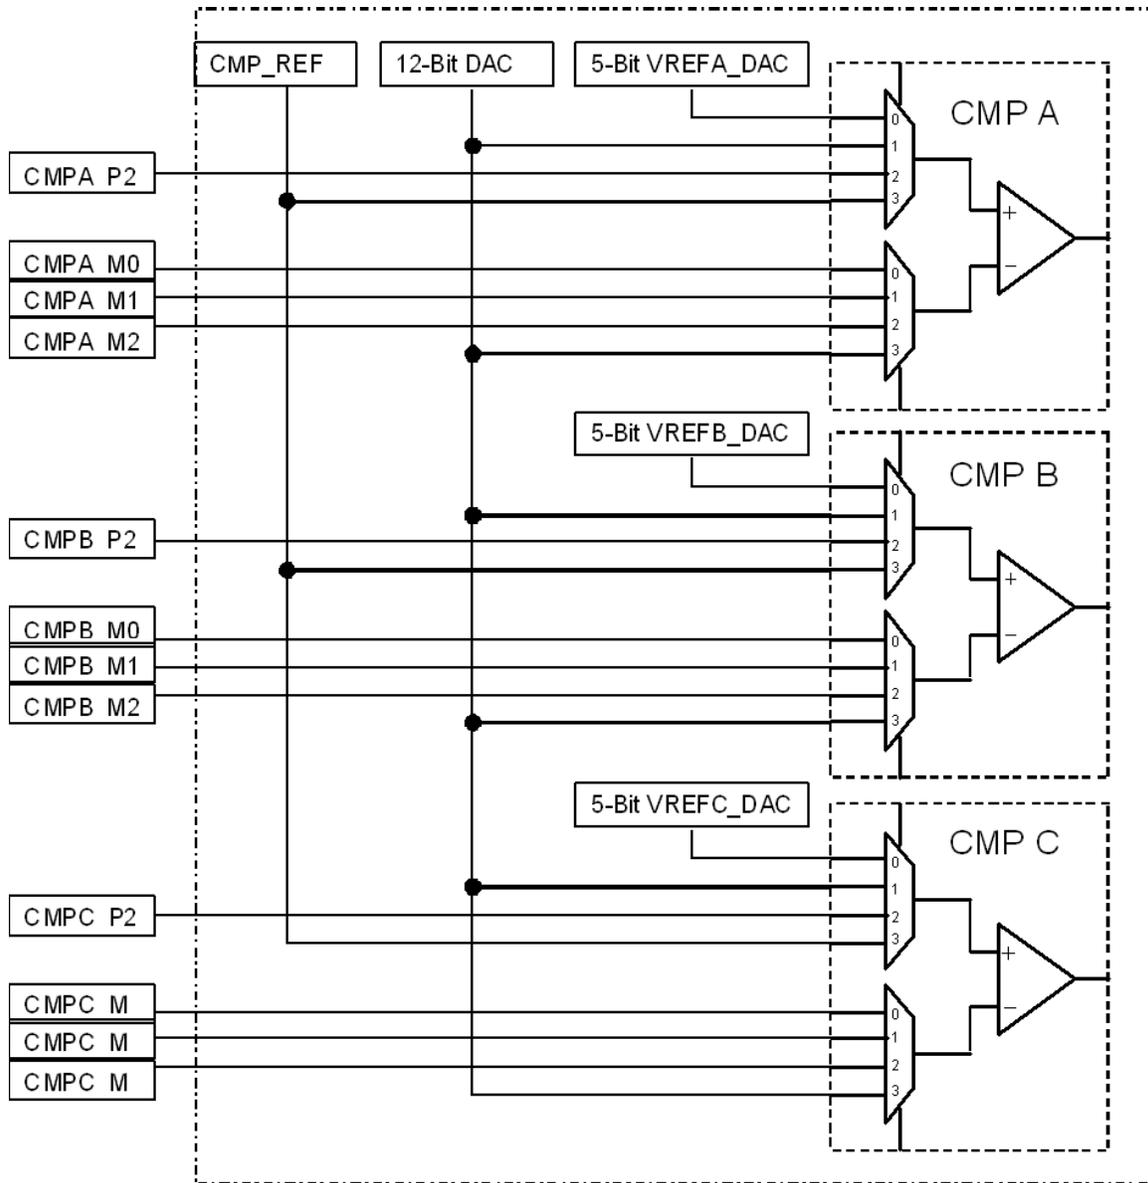 CMP_REF
12-Bit DAC
5-Bit VREFA_DAC
CMP A
0
1
CMPA P2
2
3
+
CMPA M0
0
−
CMPA M1
1
2
CMPA M2
3
5-Bit VREFB_DAC
CMP B
0
1
CMPB P2
2
3
+
CMPB M0
0
−
CMPB M1
1
2
CMPB M2
3
5-Bit VREFC_DAC
CMP C
0
1
CMPC P2
2
3
+
CMPC M
0
−
CMPC M
1
2
CMPC M
3